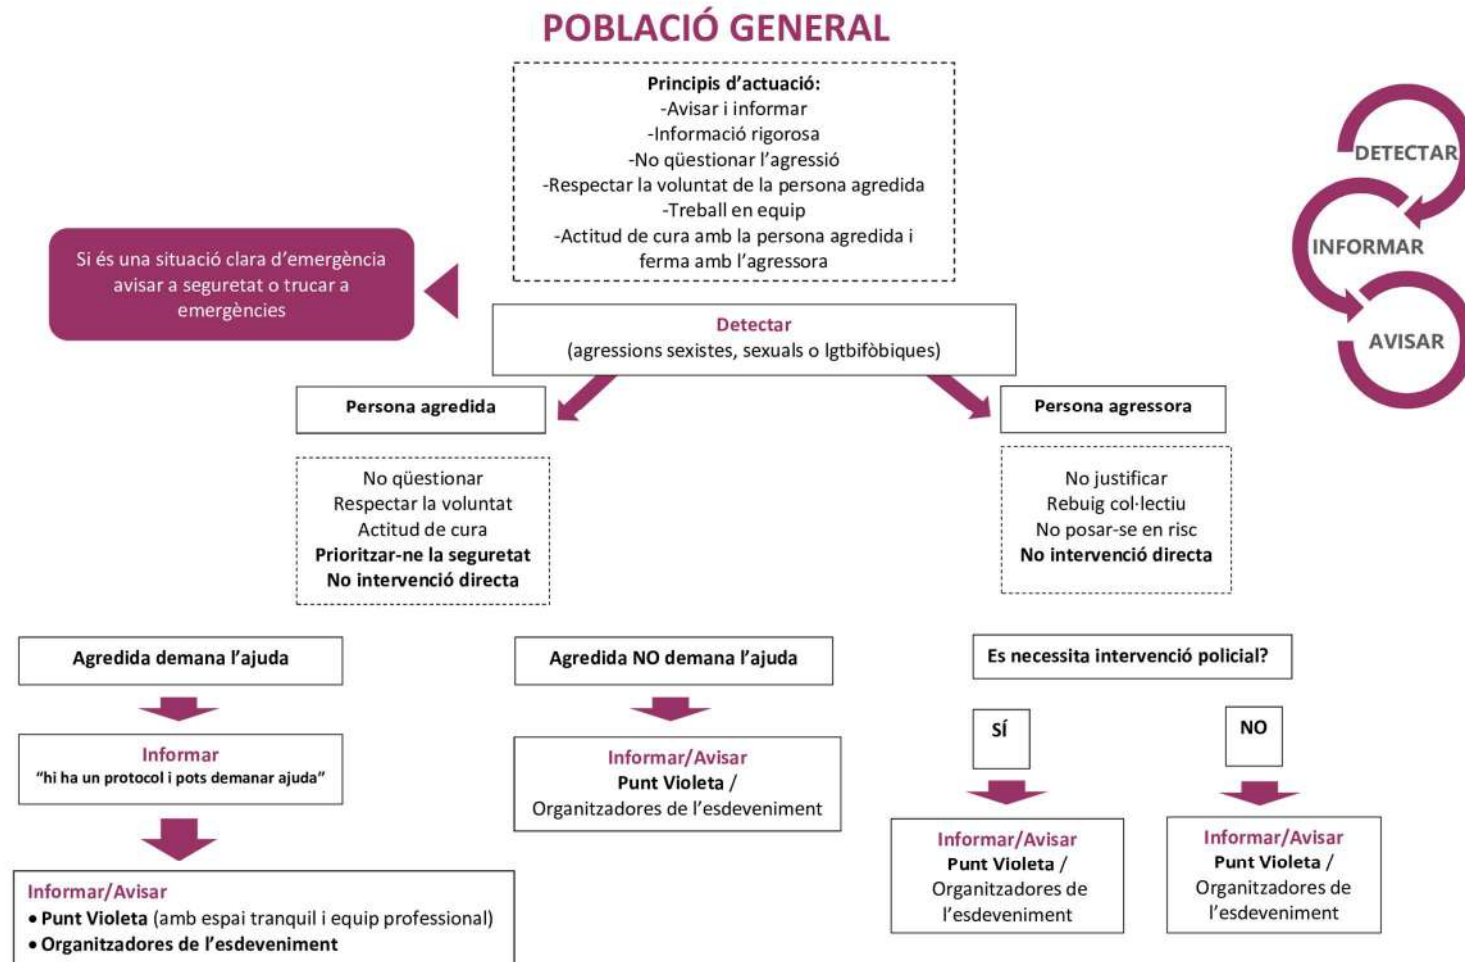 POBLACIÓ GENERAL
Principis d’actuació:
-Avisar i informar
-Informació rigorosa
-No qüestionar l’agressió
-Respectar la voluntat de la persona agredida
-Treball en equip
-Actitud de cura amb la persona agredida i
ferma amb l’agressora
DETECTAR
INFORMAR
AVISAR
Si és una situació clara d’emergència
avisar a seguretat o trucar a
emergències
Detectar
(agressions sexistes, sexuals o lgtbifòbiques)
Persona agredida
No qüestionar
Respectar la voluntat
Actitud de cura
Prioritzar-ne la seguretat
No intervenció directa
Persona agressora
No justificar
Rebuig col·lectiu
No posar-se en risc
No intervenció directa
Agredida demana l’ajuda
Informar
“hi ha un protocol i pots demanar ajuda”
Informar/Avisar
• Punt Violeta (amb espai tranquil i equip professional)
• Organitzadores de l’esdeveniment
Agredida NO demana l’ajuda
Informar/Avisar
Punt Violeta /
Organitzadores de l’esdeveniment
Es necessita intervenció policial?
SÍ
Informar/Avisar
Punt Violeta /
Organitzadores de
l’esdeveniment
NO
Informar/Avisar
Punt Violeta /
Organitzadores de
l’esdeveniment